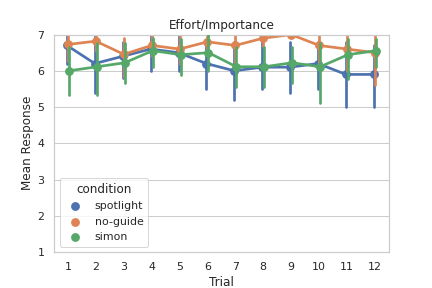 Effort/Importance
7
6
5
4
3
2
1
Mean Response
condition
spotlight
no-guide
simon
1 2 3 4 5 6 7 8 9 10 11 12
Trial